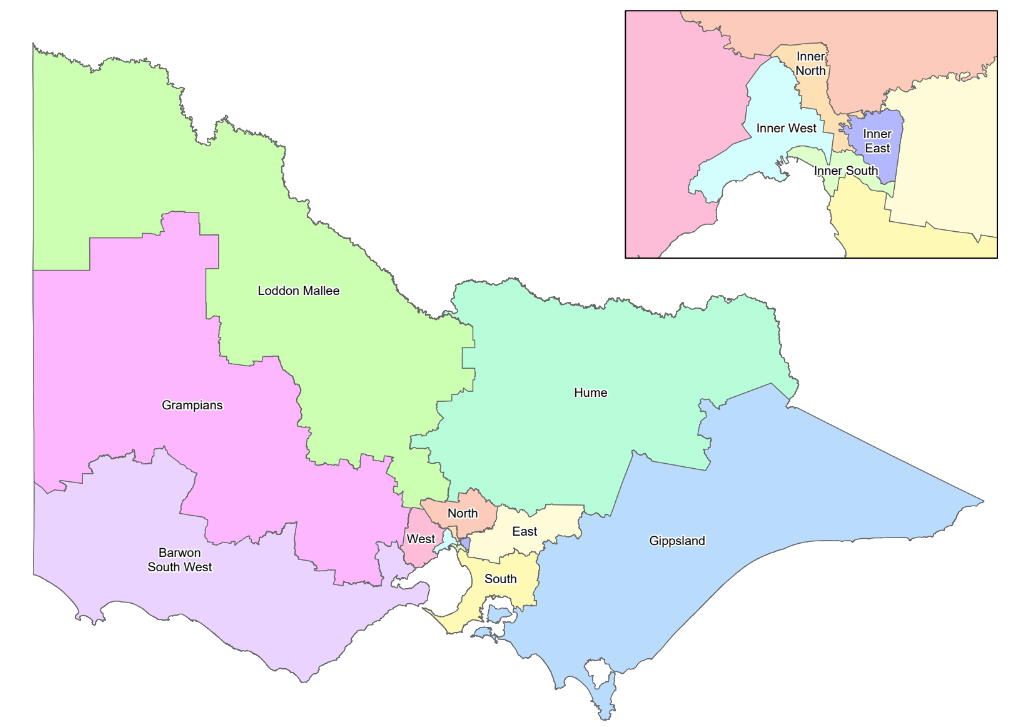 Inner
North
Inner West
Inner
East
Inner South
Loddon Mallee
Hume
Grampians
North
East
West
Gippsland
Barwon
South West
South